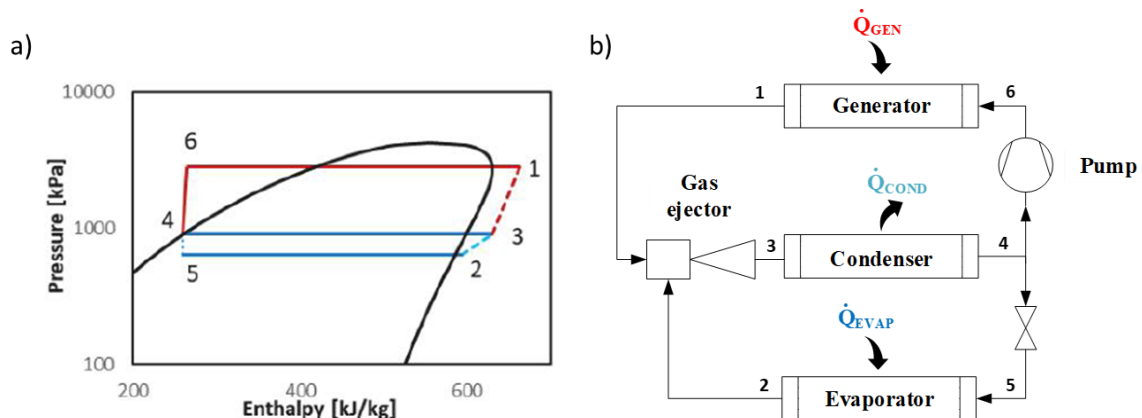 a)
10000
1000
100
Pressure [kPa]
200
400
600
Enthalpy [kJ/kg]
6
1
4
3
5
2
b)
Q̇GEN
1
Generator
6
Pump
Gas
ejector
Q̇COND
3
Condenser
4
Q̇EVAP
2
Evaporator
5